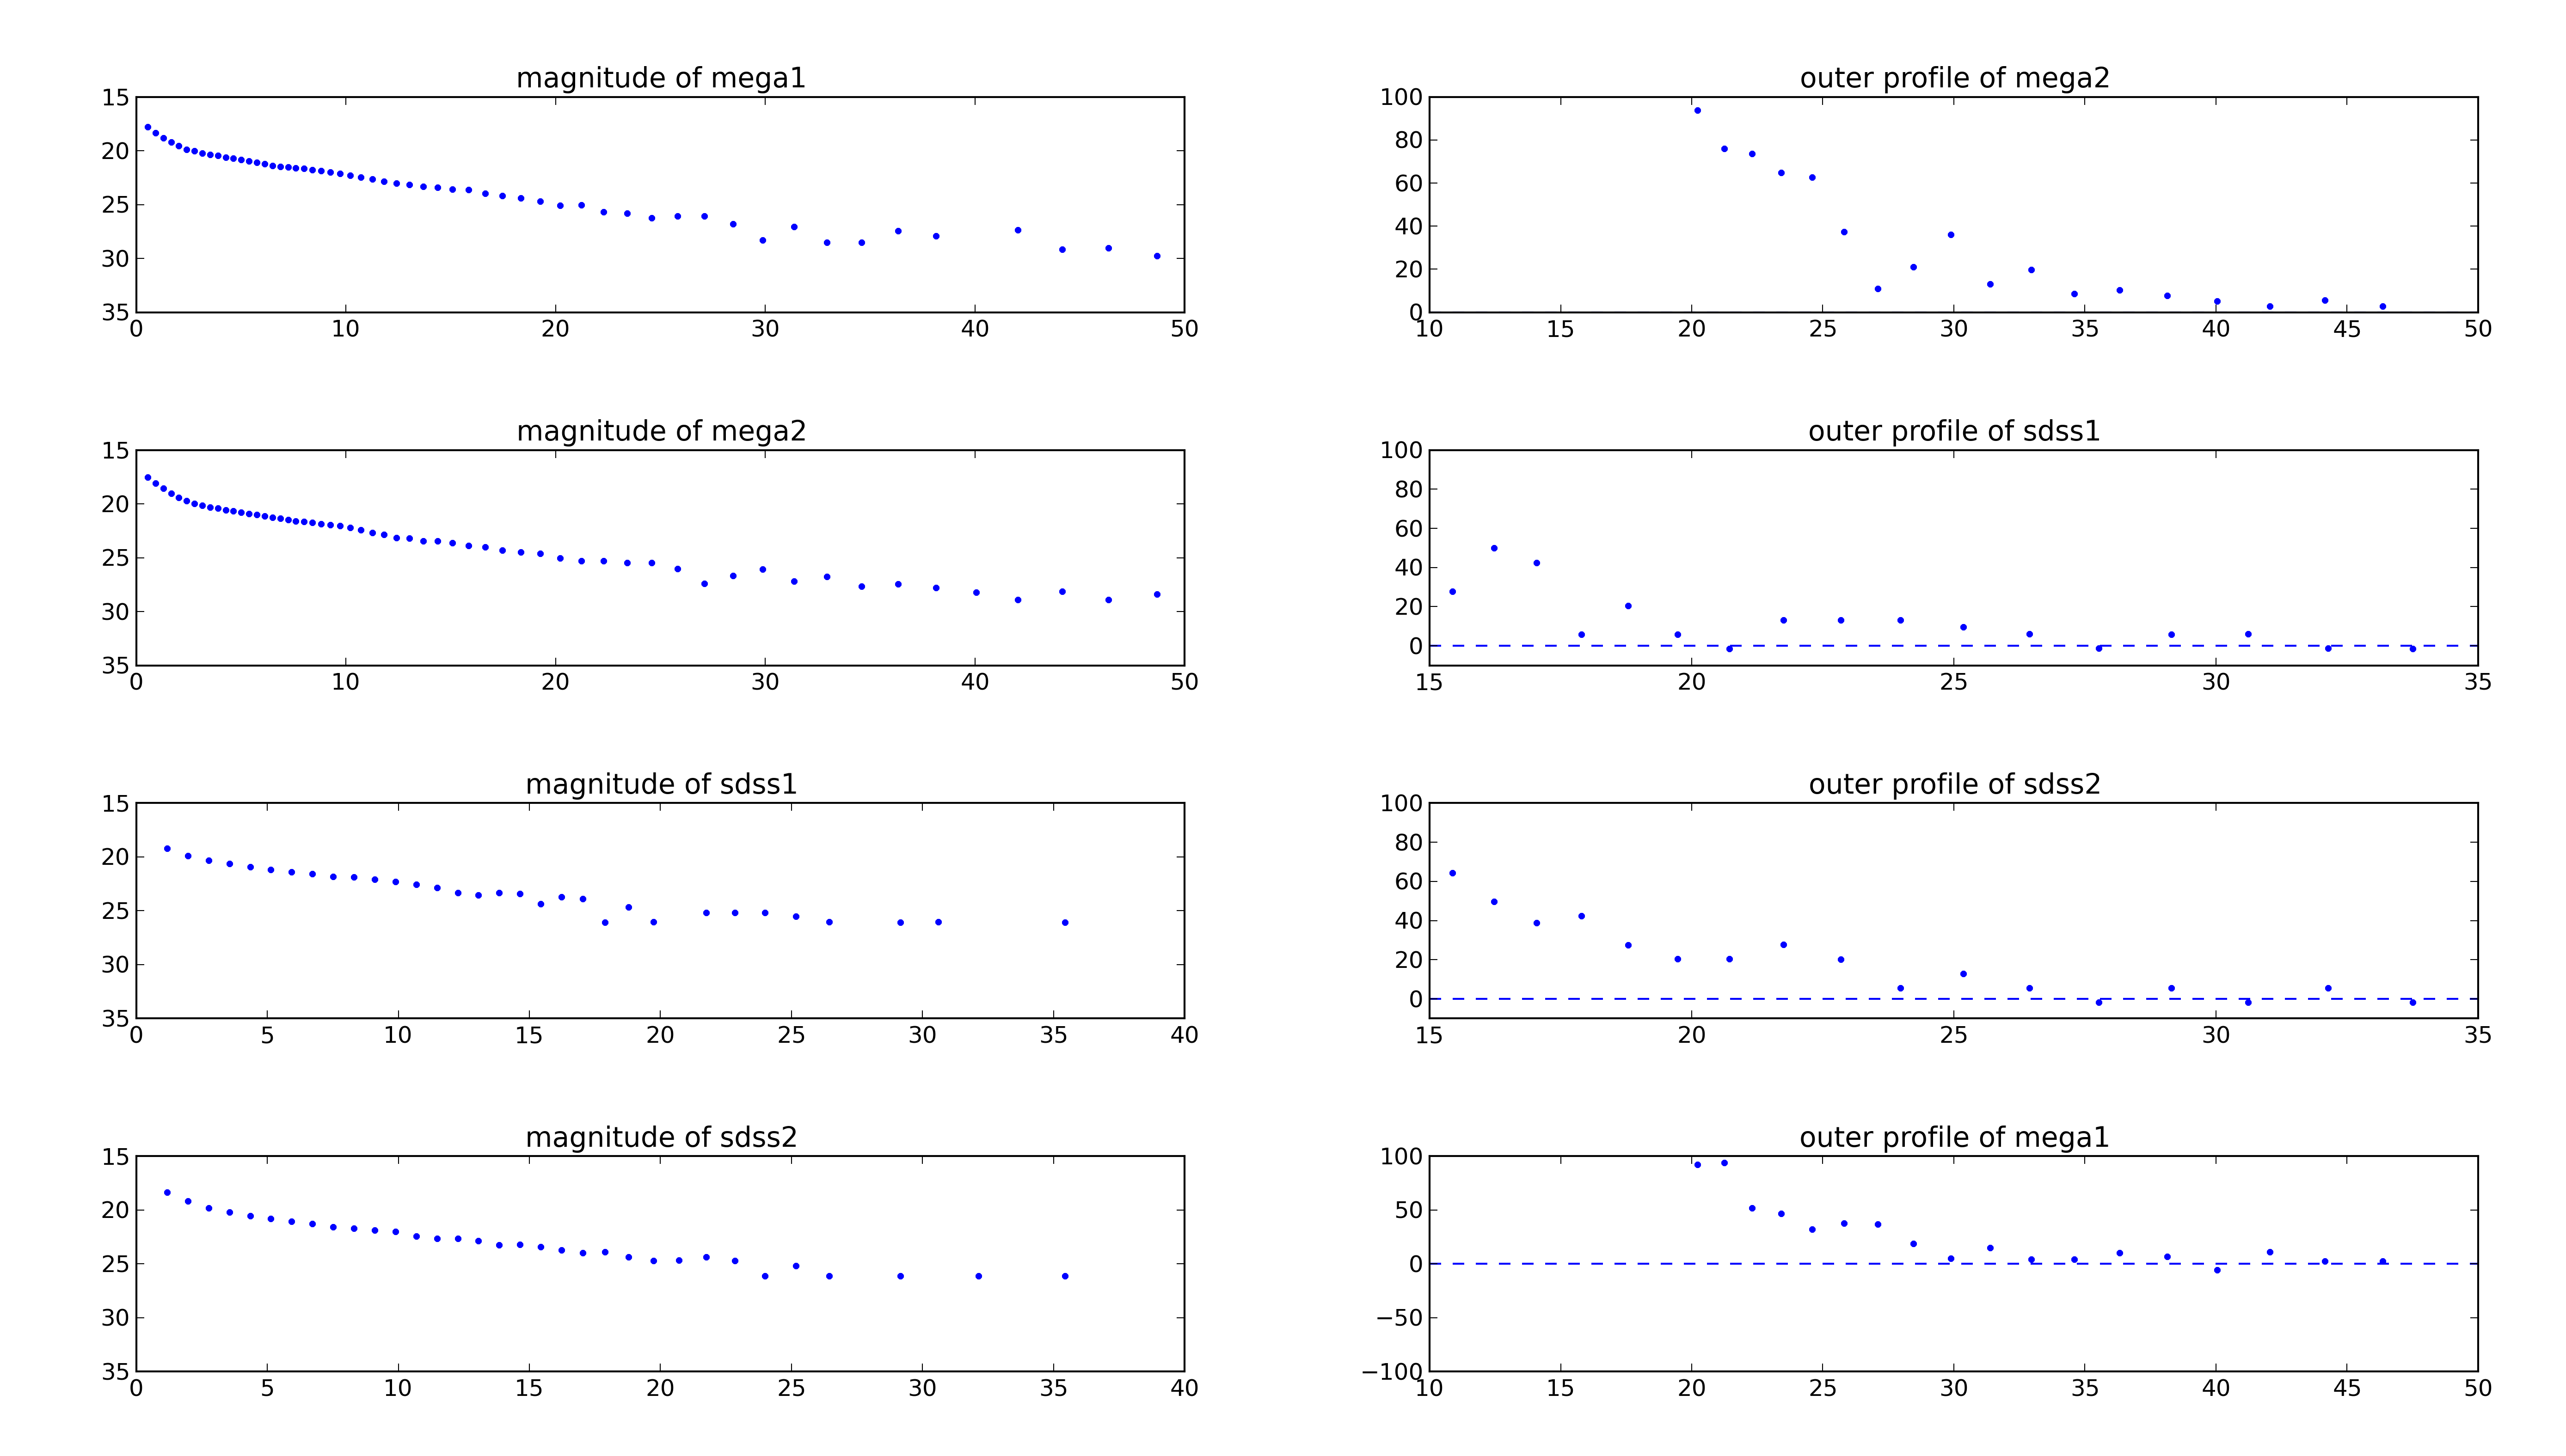 magnitude of mega1
15
20
25
30
35
0 10 20 30 40 50
outer profile of mega2
100
80
60
40
20
0
10 15 20 25 30 35 40 45 50
magnitude of mega2
15
20
25
30
35
0 10 20 30 40 50
outer profile of sdss1
100
80
60
40
20
0
15 20 25 30 35
magnitude of sdss1
15
20
25
30
35
0 5 10 15 20 25 30 35 40
outer profile of sdss2
100
80
60
40
20
0
15 20 25 30 35
magnitude of sdss2
15
20
25
30
35
0 5 10 15 20 25 30 35 40
outer profile of mega1
100
50
0
−50
−100
10 15 20 25 30 35 40 45 50